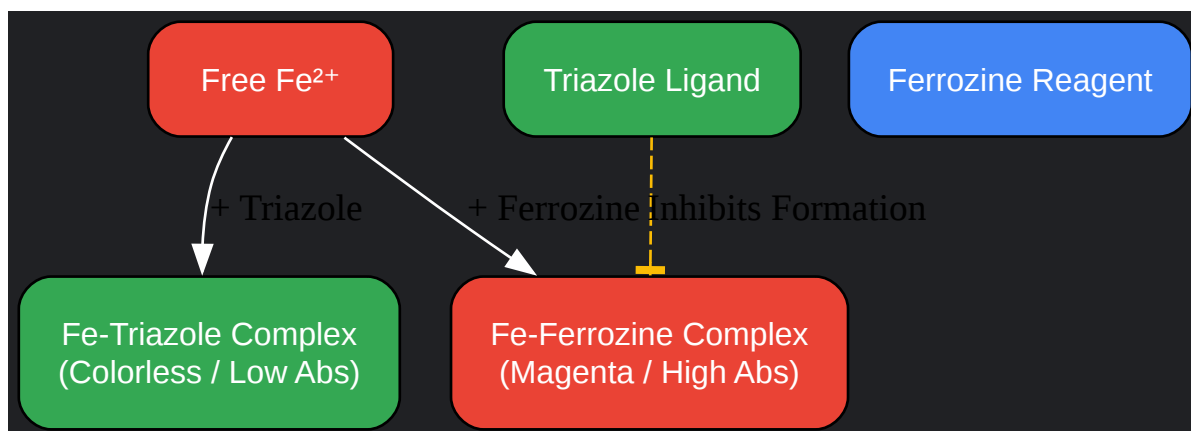 Free Fe²⁺
Triazole Ligand
Ferrozine Reagent
+ Triazole
+ Ferrozine
Inhibits Formation
Fe-Triazole Complex
(Colorless / Low Abs)
Fe-Ferrozine Complex
(Magenta / High Abs)